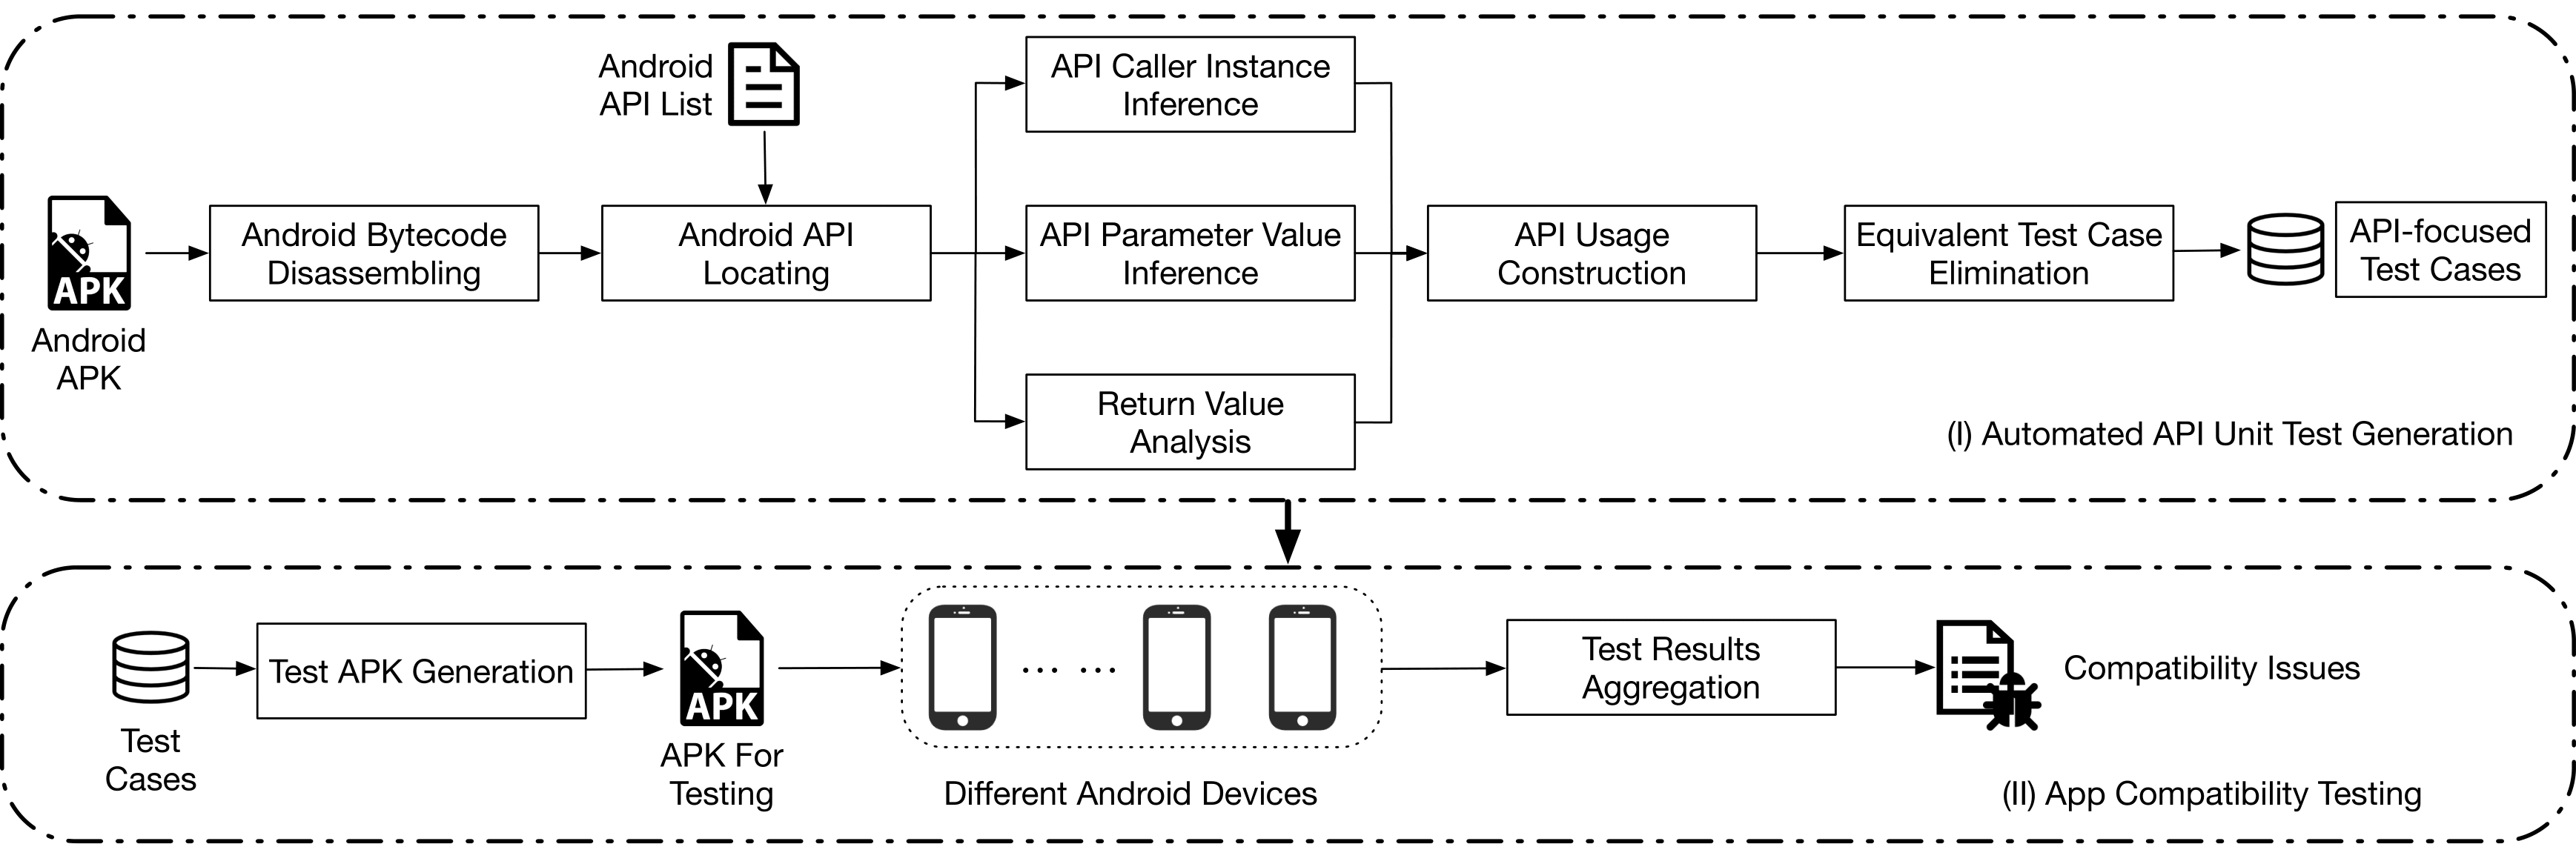 Android
API List
API Caller Instance
Inference
APK
Android
APK
Android Bytecode
Disassembling
Android API
Locating
API Parameter Value
Inference
API Usage
Construction
Equivalent Test Case
Elimination
API-focused
Test Cases
Return Value
Analysis
(I) Automated API Unit Test Generation
Test
Cases
Test APK Generation
APK
APK For
Testing
... ...
Different Android Devices
Test Results
Aggregation
Compatibility Issues
(II) App Compatibility Testing